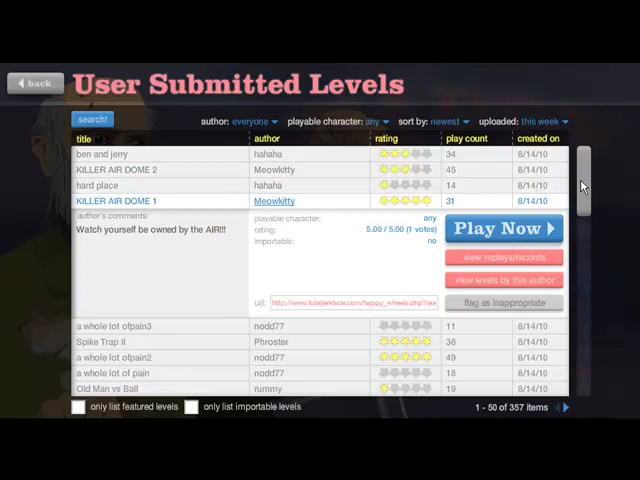 back
User Submitted Levels
search!
author: everyone playable character: any sort by: newest uploaded: this week
title author rating play count created on
ben and jerry hahaha 34 8/14/10
KILLER AIR DOME 2 Meowkitty 45 8/14/10
hard place hahaha 14 8/14/10
KILLER AIR DOME 1 Meowkitty 31 8/14/10
author's comments:
Watch yourself be owned by the AIR!!!
playable character: any
rating: 5.00 / 5.00 (1 votes)
importable: no
Play Now
view replays/records
view levels by this author
flag as inappropriate
url: http://www.totaljerkface.com/happy_wheels.php?
a whole lot ofpain3 nodd77 11 8/14/10
Spike Trap II Phroster 38 8/14/10
a whole lot ofpain2 nodd77 49 8/14/10
a whole lot of pain nodd77 18 8/14/10
Old Man vs Ball rummy 19 8/14/10
only list featured levels only list importable levels 1 - 50 of 357 items